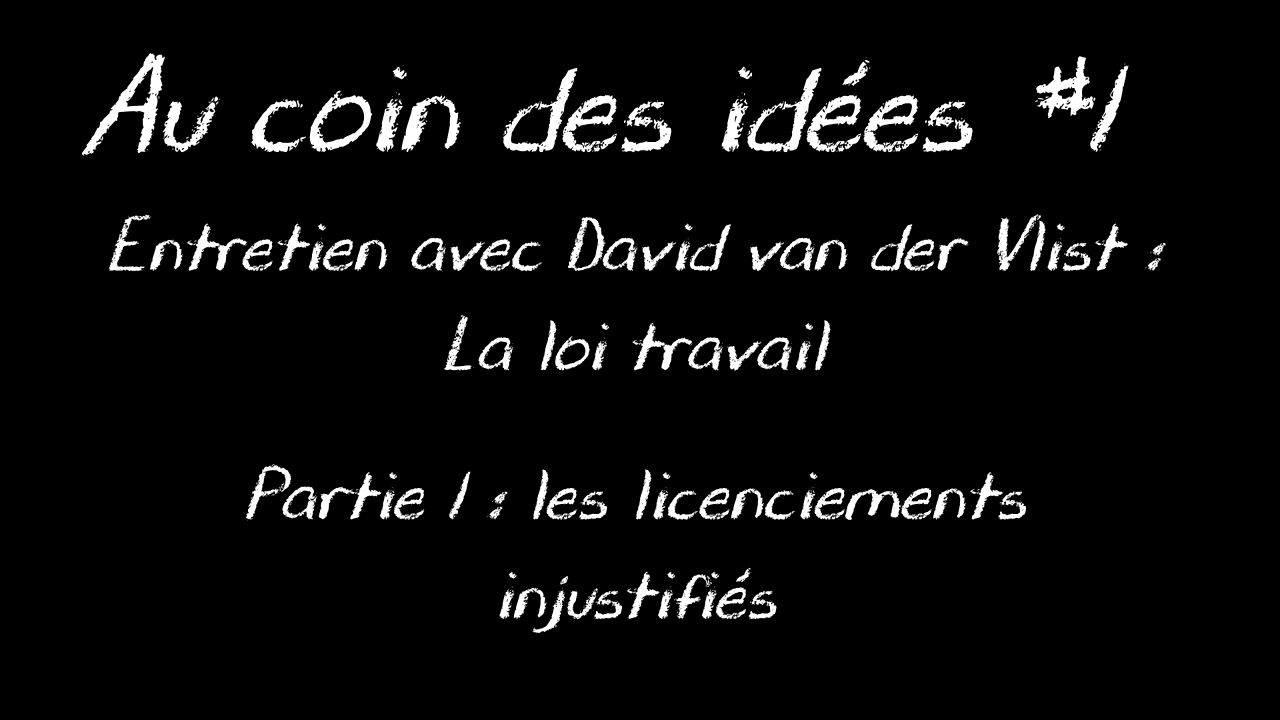 Au coin des idées #1
Entretien avec David van der Vlist :
La loi travail
Partie 1 : les licenciements
injustifiés